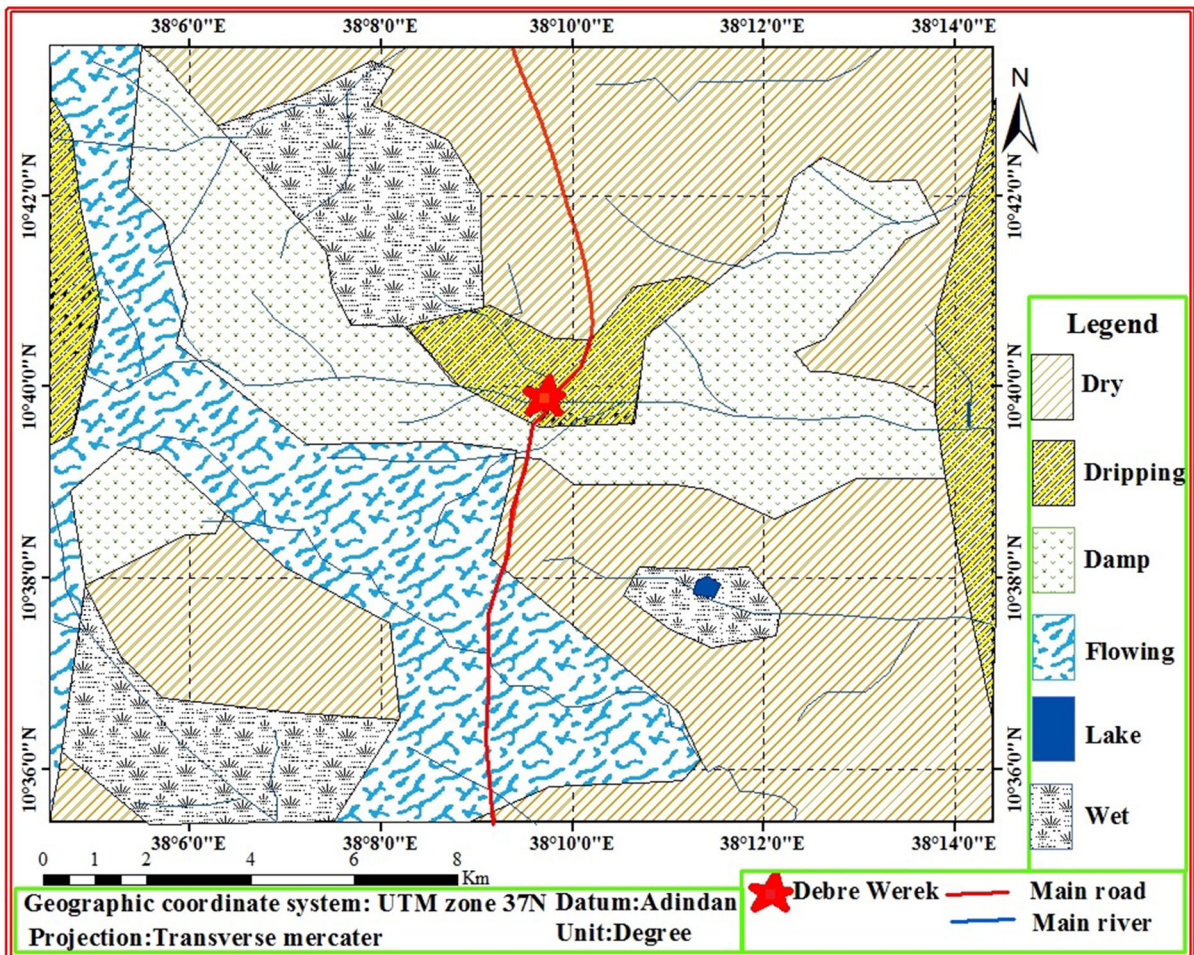 38°6'0"E 38°8'0"E 38°10'0"E 38°12'0"E 38°14'0"E
N
10°42'0"N 10°42'0"N
10°40'0"N 10°40'0"N
10°38'0"N 10°38'0"N
10°36'0"N 10°36'0"N
Legend
Dry
Dripping
Damp
Flowing
Lake
Wet
38°6'0"E 38°8'0"E 38°10'0"E 38°12'0"E 38°14'0"E
0 1 2 4 6 8
Km
Geographic coordinate system: UTM zone 37N Datum:Adindan
Projection:Transverse mercater Unit:Degree
Debre Werek Main road
Main river